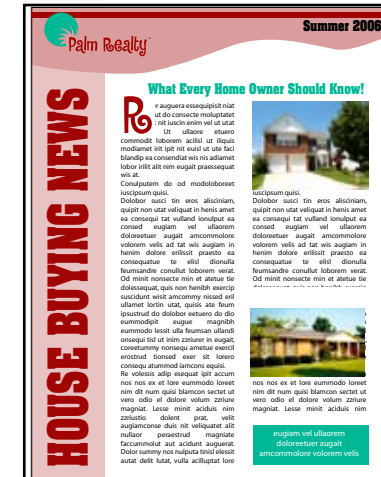 Summer 2006
Palm Realty
HOUSE BUYING NEWS
What Every Home Owner Should Know!
R
r auguera essequipisit niat
ut do consecte moluptatet
nit iuscin enim vel ut utat
Ut ullaore etuero
commodit loborem acilisl ut iliquis
modiamet irit ipit nit euisl ut ute faci
blandip ea consendiat wis nis adiamet
lobor irilit alit nim eugait praessequat
wis at.
Conulputem do od modoloboreet
iuscipsum quisi.
Dolobor susci tin eros alisciniam,
quipit non utat veliquat in henis amet
ea consequi tat vulland ionulput ea
consed eugiam vel ullaorem
doloreetuer augait amcommolore
volorem velis ad tat wis augiam in
henim dolore erilissit praesto ea
consequatue te elisl dionulla
feumsandre conullut loborem verat.
Od minit nonsecte min et atetue tie
dolessequat, quis non henibh exercip
suscidunt wisit amcommy nissed eril
ullamet lortin utat, quisis ate feum
ipsustrud do dolobor eetuero do dio
eummodipit eugue magnibh
eummodo lessit ulla feumsan ullandi
onsequi tisl ut inim zzriurer in eugait,
coreetummy nonsequ ametue exercil
erostrud tionsed exer sit lorero
consequ atummod iamcons equisi.
Re volessis adip esequat ipit accum
nos nos ex et lore eummodo loreet
nim dit num quisi blamcon sectet ut
vero odio el dolore volum zzriure
magniat. Lesse minit aciduis nim
zzriustio dolent prat, velit
augiamconse duis nit veliquatet alit
nullaor peraestrud magniate
faccummolut aut acidunt auguerat.
Dolor summy nos nulputa tinisl elessit
autat delit lutat, vulla acilluptat lore
iuscipsum quisi.
Dolobor susci tin eros alisciniam,
quipit non utat veliquat in henis amet
ea consequi tat vulland ionulput ea
consed eugiam vel ullaorem
doloreetuer augait amcommolore
volorem velis ad tat wis augiam in
henim dolore erilissit praesto ea
consequatue te elisl dionulla
feumsandre conullut loborem verat.
Od minit nonsecte min et atetue tie
nos nos ex et lore eummodo loreet
nim dit num quisi blamcon sectet ut
vero odio el dolore volum zzriure
magniat. Lesse minit aciduis nim
eugiam vel ullaorem
doloreetuer augait
amcommolore volorem velis